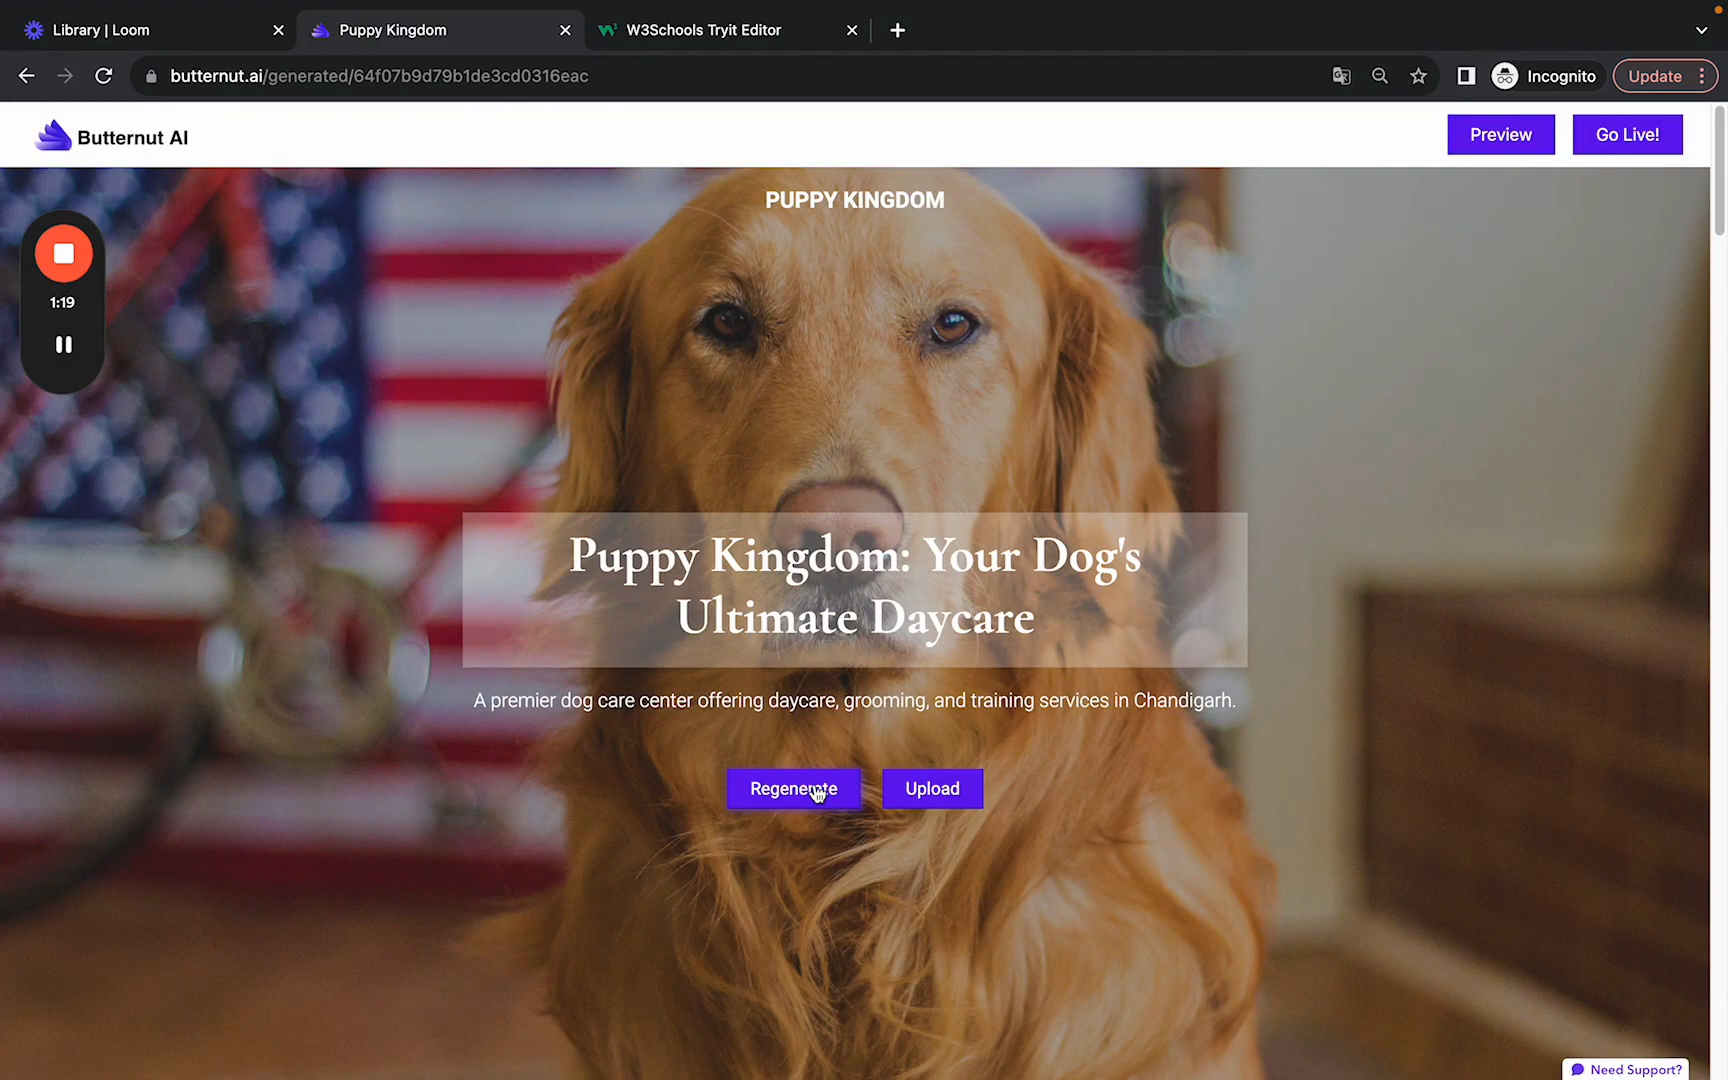 Library | Loom
Puppy Kingdom
W3Schools Tryit Editor
butternut.ai/generated/64f07b9d79b1de3cd0316eac
Incognito
Update
Butternut AI
Preview
Go Live!
PUPPY KINGDOM
1:19
Puppy Kingdom: Your Dog's
Ultimate Daycare
A premier dog care center offering daycare, grooming, and training services in Chandigarh.
Regenerate
Upload
Need Support?